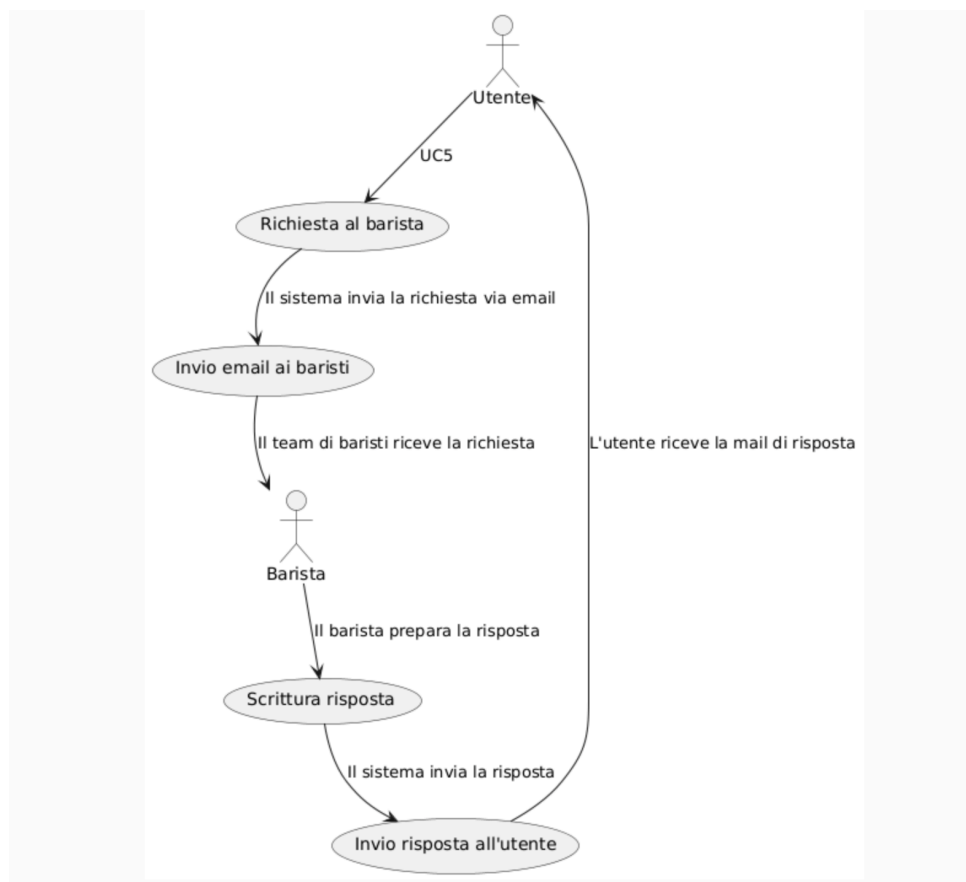 Utente
UC5
Richiesta al barista
Il sistema invia la richiesta via email
Invio email ai baristi
Il team di baristi riceve la richiesta
L'utente riceve la mail di risposta
Barista
Il barista prepara la risposta
Scrittura risposta
Il sistema invia la risposta
Invio risposta all'utente